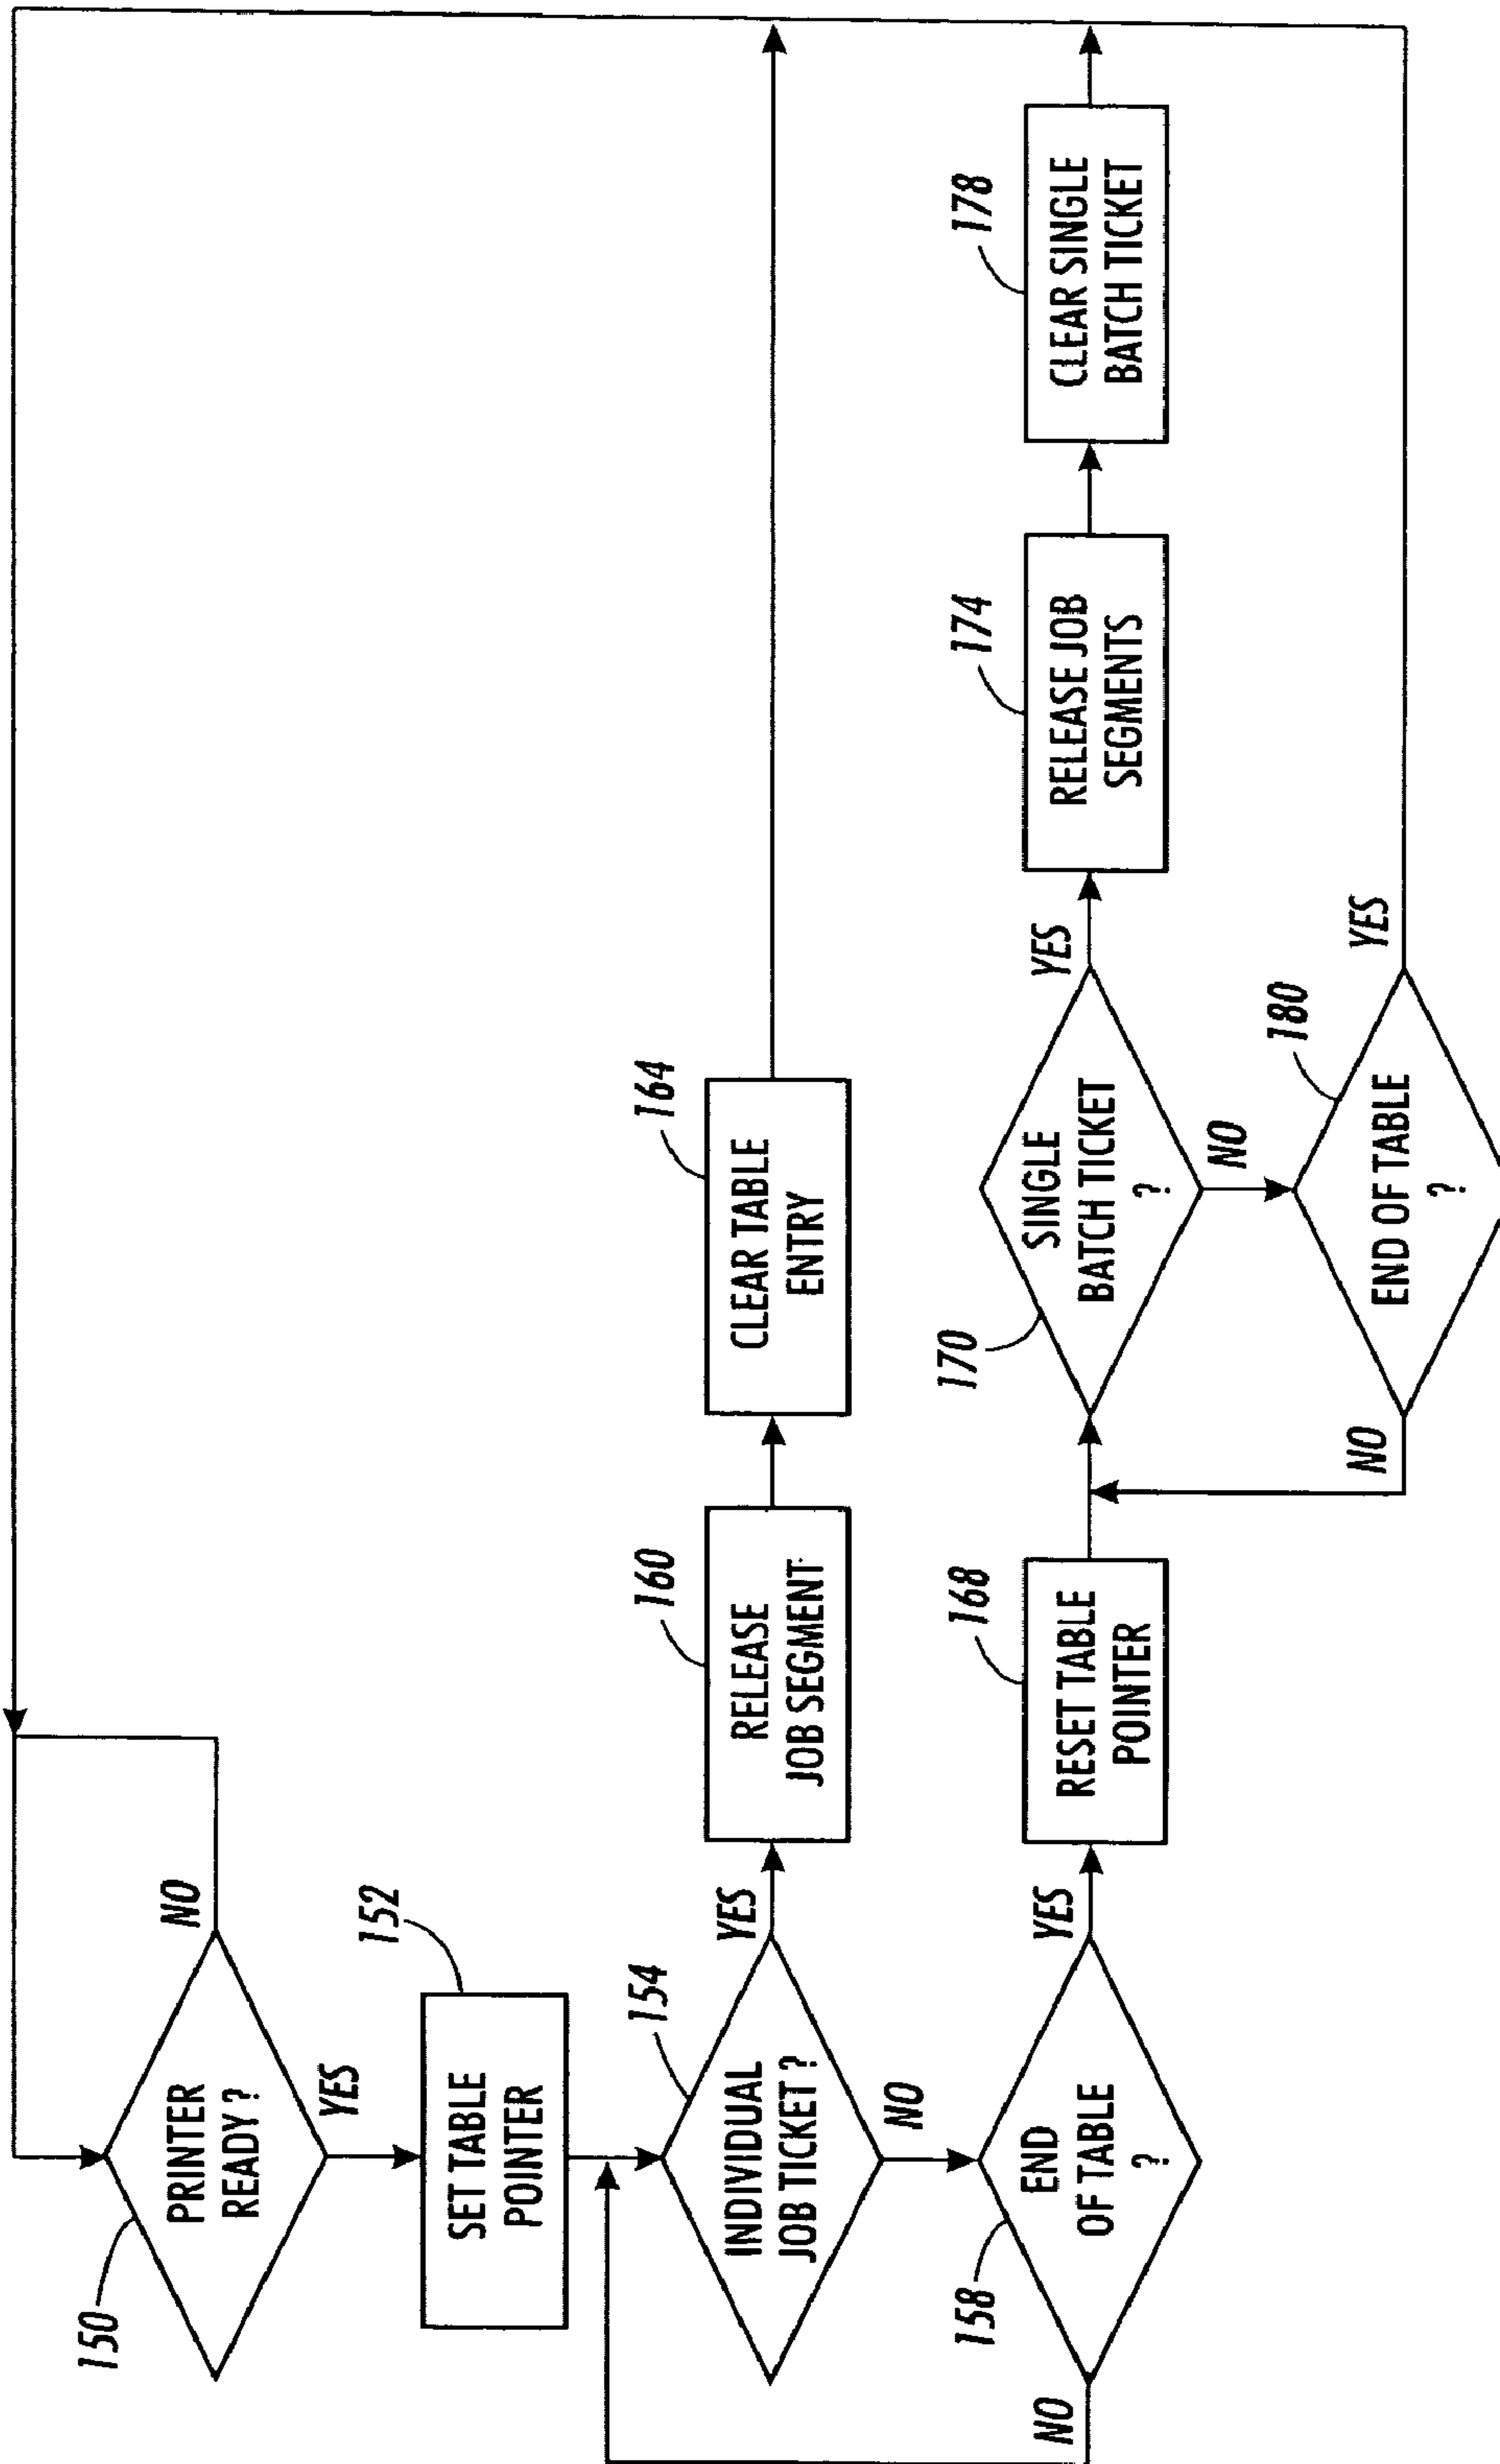 150
PRINTER
READY ?
NO
YES
152
SET TABLE
POINTER
154
INDIVIDUAL
JOB TICKET ?
YES
NO
160
RELEASE
JOB SEGMENT
164
CLEAR TABLE
ENTRY
158
END
OF TABLE
?
NO
YES
168
RESET TABLE
POINTER
170
SINGLE
BATCH TICKET
?
YES
NO
174
RELEASE JOB
SEGMENTS
178
CLEAR SINGLE
BATCH TICKET
180
END OF TABLE
?
NO
YES